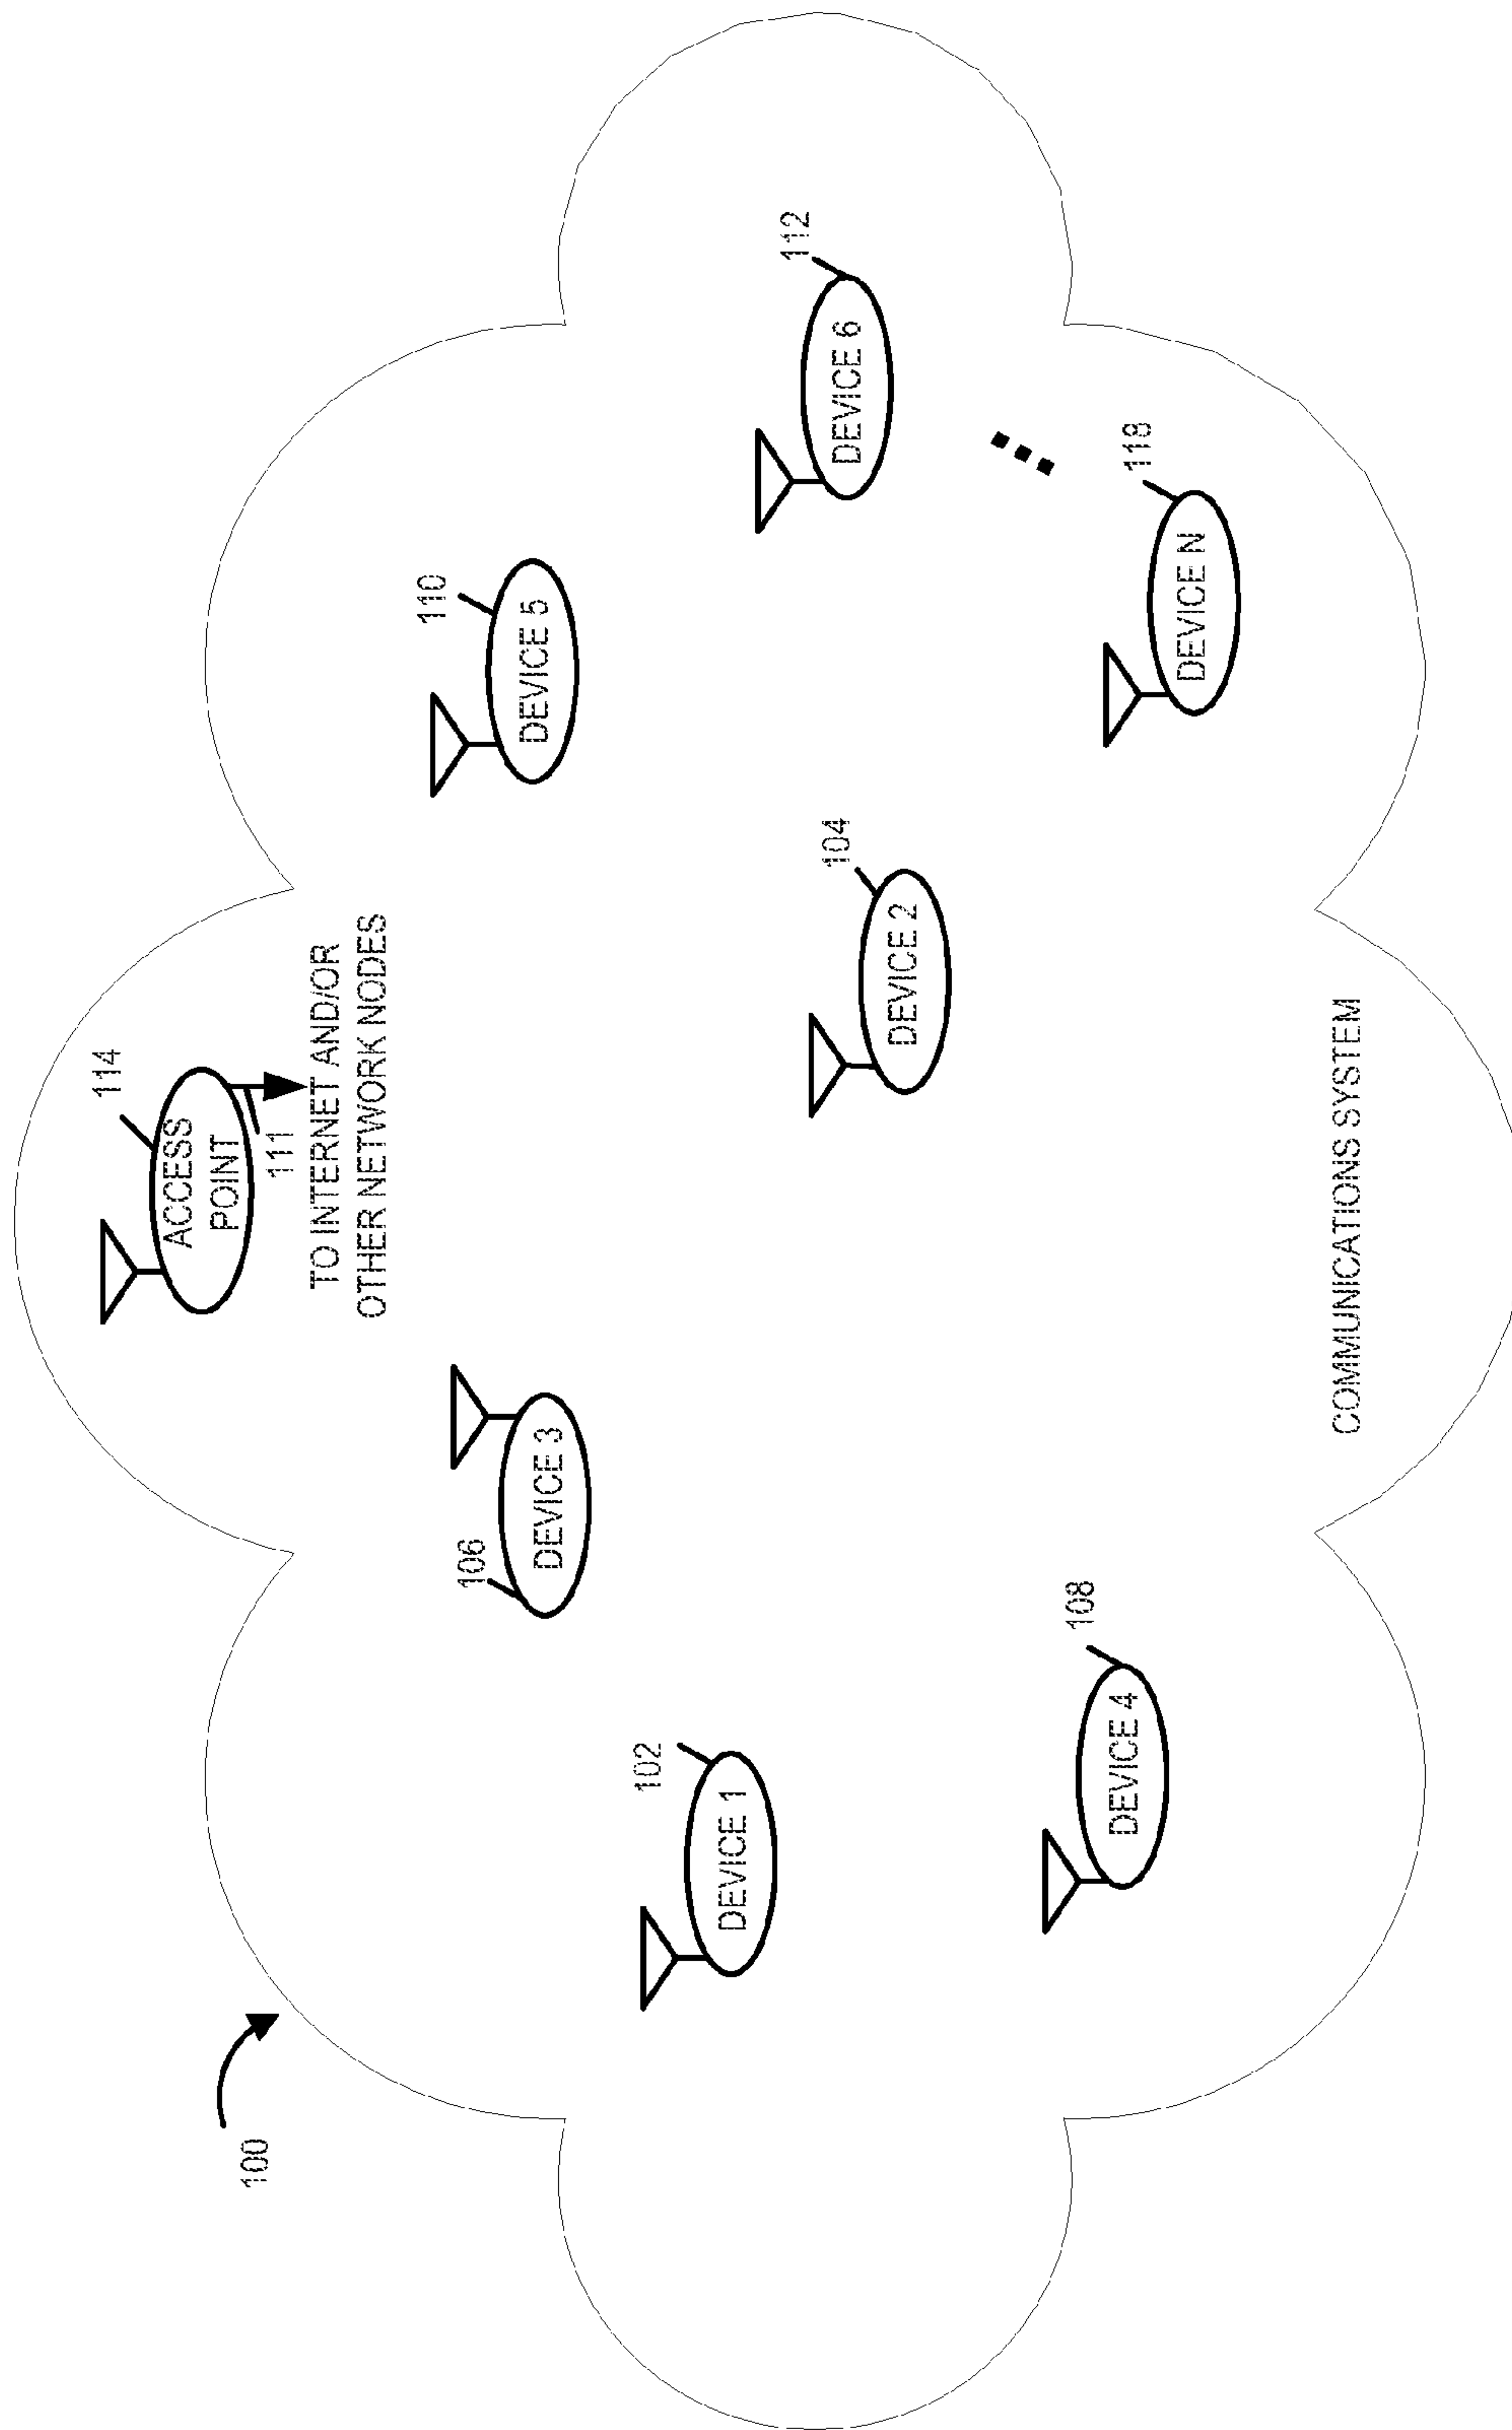 100
114
ACCESS
POINT
111
TO INTERNET AND/OR
OTHER NETWORK NODES
110
DEVICE 5
106
DEVICE 3
102
DEVICE 1
112
DEVICE 6
104
DEVICE 2
108
DEVICE 4
118
DEVICE N
COMMUNICATIONS SYSTEM